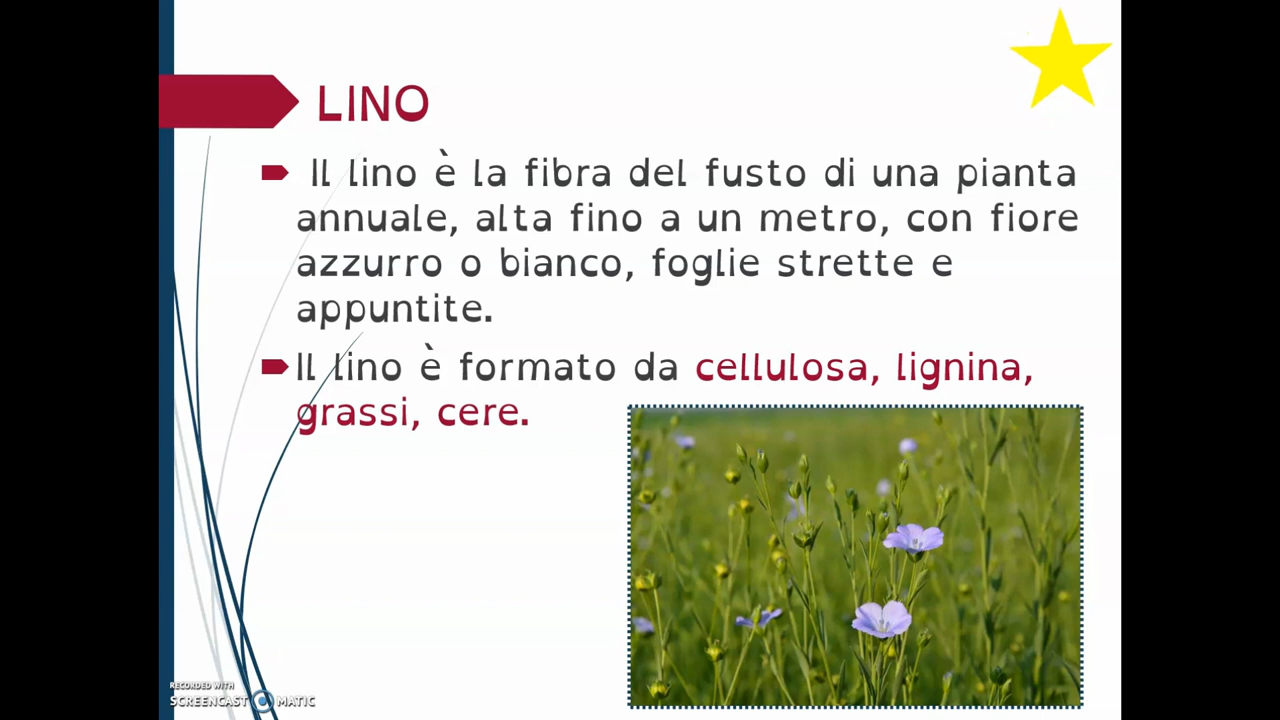 LINO
Il lino è la fibra del fusto di una pianta
annuale, alta fino a un metro, con fiore
azzurro o bianco, foglie strette e
appuntite.
Il lino è formato da cellulosa, lignina,
grassi, cere.
RECORDED WITH
SCREENCAST MATIC